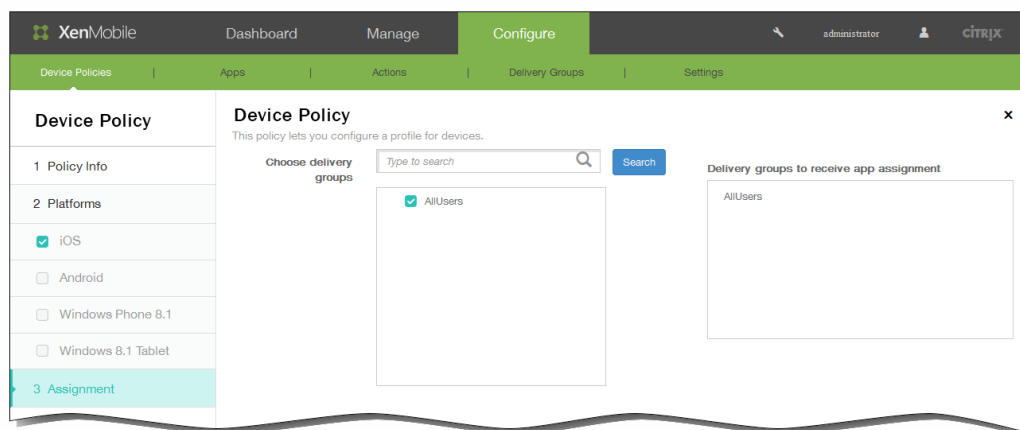 XenMobile Dashboard Manage Configure administrator CİTRIX
Device Policies | Apps | Actions | Delivery Groups | Settings
Device Policy
1 Policy Info
2 Platforms
iOS
Android
Windows Phone 8.1
Windows 8.1 Tablet
3 Assignment
Device Policy x
This policy lets you configure a profile for devices.
Choose delivery
groups
Type to search
Search
AllUsers
Delivery groups to receive app assignment
AllUsers